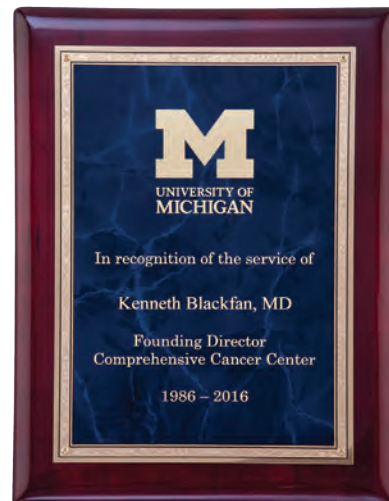 M
UNIVERSITY OF
MICHIGAN
In recognition of the service of
Kenneth Blackfan, MD
Founding Director
Comprehensive Cancer Center
1986 – 2016